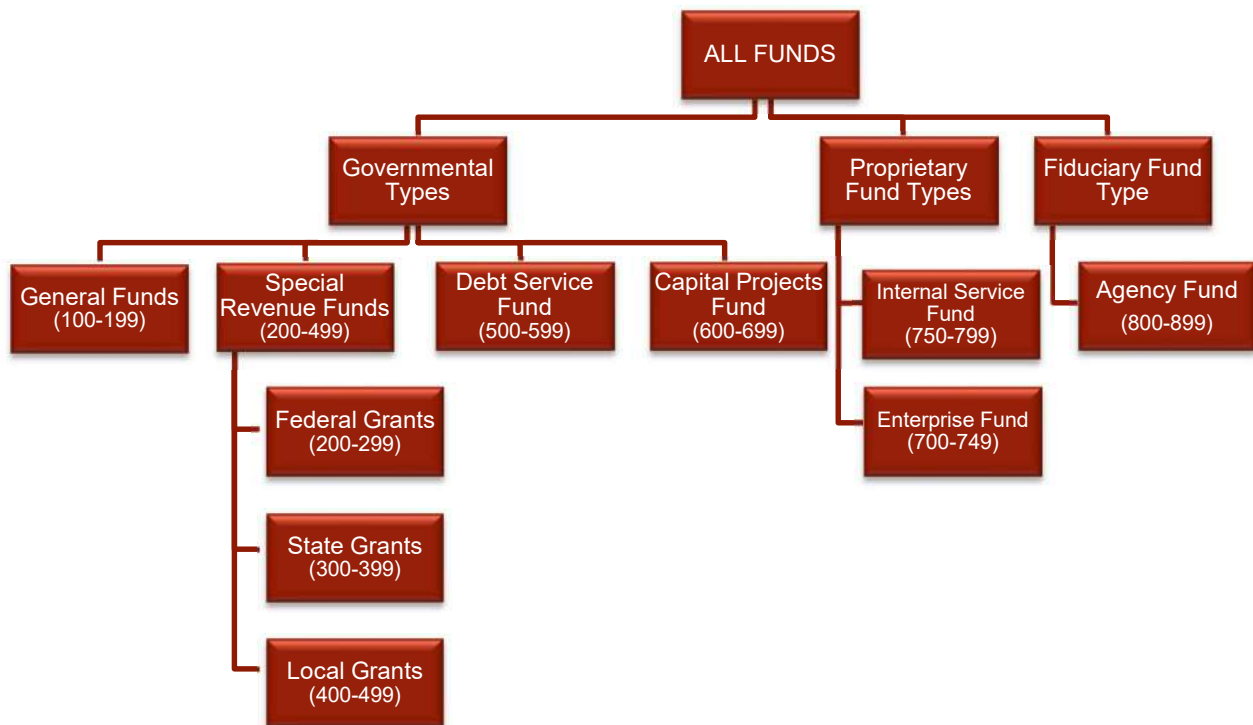 ALL FUNDS
Governmental
Types
Proprietary
Fund Types
Fiduciary Fund
Type
General Funds
(100-199)
Special
Revenue Funds
(200-499)
Debt Service
Fund
(500-599)
Capital Projects
Fund
(600-699)
Internal Service
Fund
(750-799)
Agency Fund
(800-899)
Federal Grants
(200-299)
Enterprise Fund
(700-749)
State Grants
(300-399)
Local Grants
(400-499)